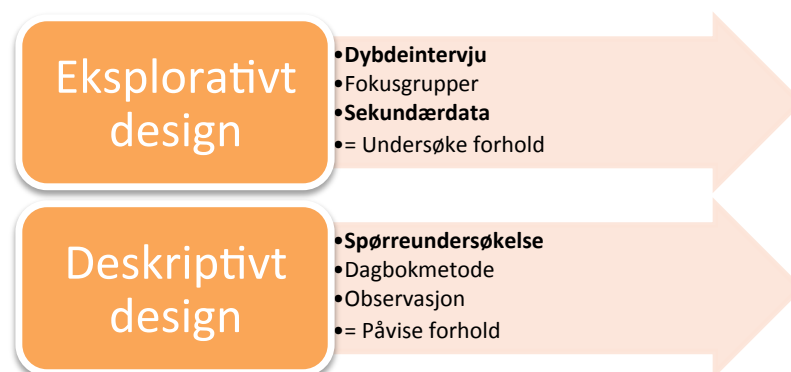 Eksplorativt
design
•Dybdeintervju
•Fokusgrupper
•Sekundærdata
•= Undersøke forhold
Deskriptivt
design
•Spørreundersøkelse
•Dagbokmetode
•Observasjon
•= Påvise forhold